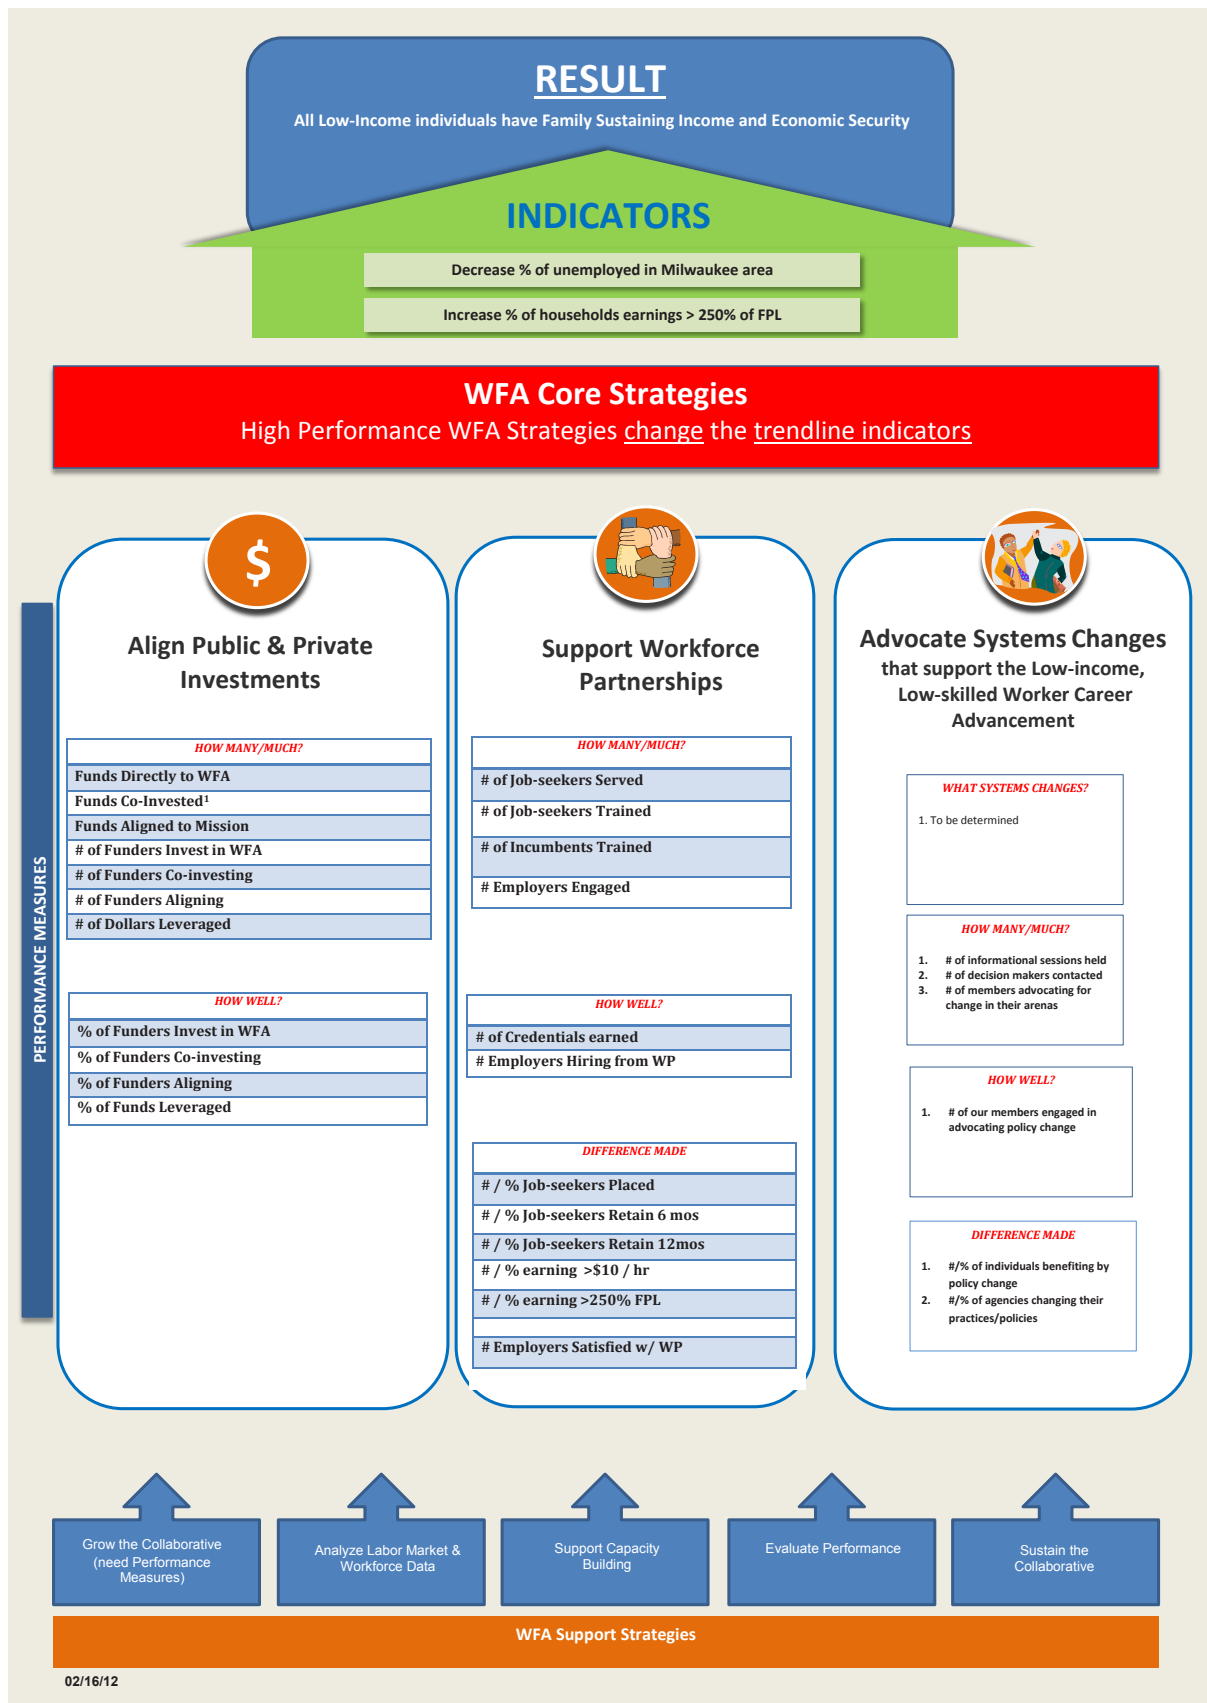 RESULT
All Low-Income individuals have Family Sustaining Income and Economic Security
INDICATORS
Decrease % of unemployed in Milwaukee area
Increase % of households earnings > 250% of FPL
WFA Core Strategies
High Performance WFA Strategies change the trendline indicators
PERFORMANCE MEASURES
$
Align Public & Private
Investments
HOW MANY/MUCH?
Funds Directly to WFA
Funds Co-Invested¹
Funds Aligned to Mission
# of Funders Invest in WFA
# of Funders Co-investing
# of Funders Aligning
# of Dollars Leveraged
HOW WELL?
% of Funders Invest in WFA
% of Funders Co-investing
% of Funders Aligning
% of Funds Leveraged
Support Workforce
Partnerships
HOW MANY/MUCH?
# of Job-seekers Served
# of Job-seekers Trained
# of Incumbents Trained
# Employers Engaged
HOW WELL?
# of Credentials earned
# Employers Hiring from WP
DIFFERENCE MADE
# / % Job-seekers Placed
# / % Job-seekers Retain 6 mos
# / % Job-seekers Retain 12mos
# / % earning >$10 / hr
# / % earning >250% FPL
# Employers Satisfied w/ WP
Advocate Systems Changes
that support the Low-income,
Low-skilled Worker Career
Advancement
WHAT SYSTEMS CHANGES?
1. To be determined
HOW MANY/MUCH?
1. # of informational sessions held
2. # of decision makers contacted
3. # of members advocating for
change in their arenas
HOW WELL?
1. # of our members engaged in
advocating policy change
DIFFERENCE MADE
1. #/% of individuals benefiting by
policy change
2. #/% of agencies changing their
practices/policies
Grow the Collaborative
(need Performance
Measures)
Analyze Labor Market &
Workforce Data
Support Capacity
Building
Evaluate Performance
Sustain the
Collaborative
WFA Support Strategies
02/16/12